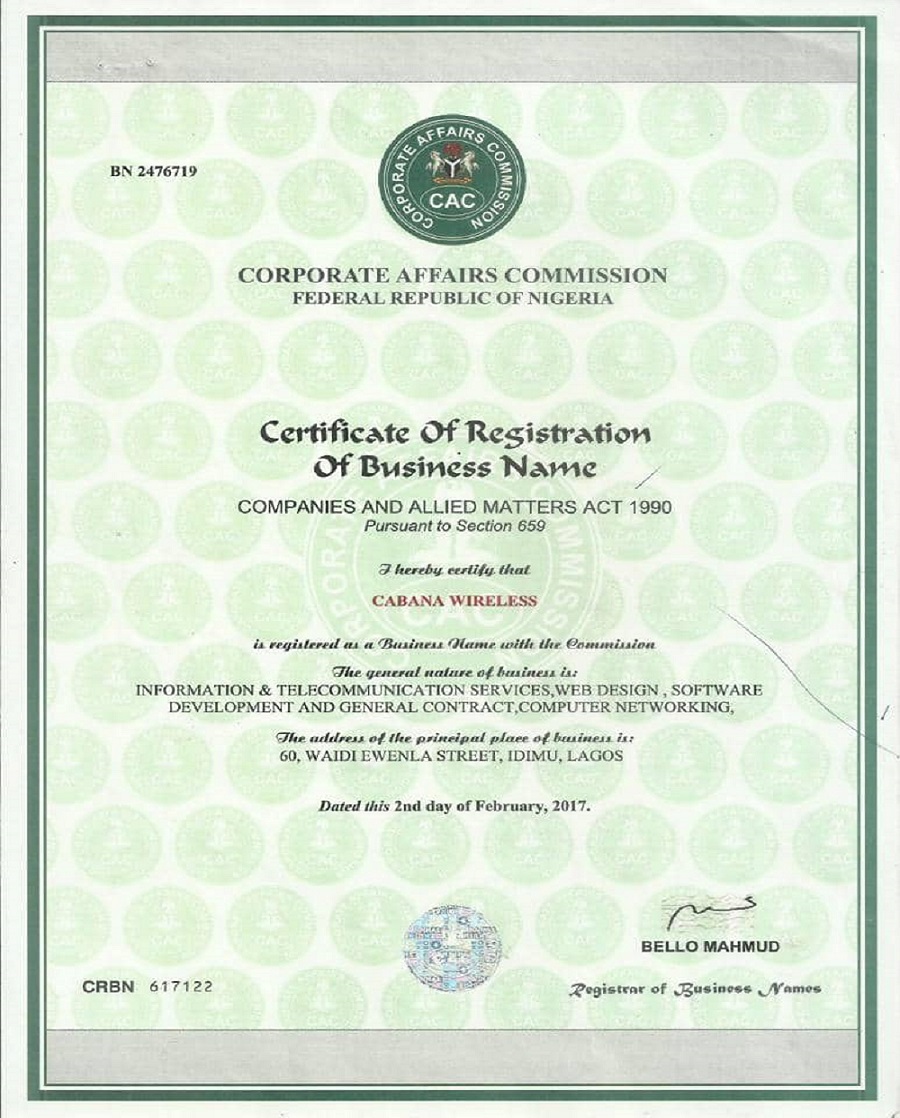 BN 2476719
CORPORATE AFFAIRS COMMISSION
CAC
CORPORATE AFFAIRS COMMISSION
FEDERAL REPUBLIC OF NIGERIA
Certificate Of Registration
Of Business Name
COMPANIES AND ALLIED MATTERS ACT 1990
Pursuant to Section 659
I hereby certify that
CABANA WIRELESS
is registered as a Business Name with the Commission
The general nature of business is:
INFORMATION & TELECOMMUNICATION SERVICES,WEB DESIGN , SOFTWARE
DEVELOPMENT AND GENERAL CONTRACT,COMPUTER NETWORKING,
The address of the principal place of business is:
60, WAIDI EWENLA STREET, IDIMU, LAGOS
Dated this 2nd day of February, 2017.
BELLO MAHMUD
CRBN 617122
Registrar of Business Names